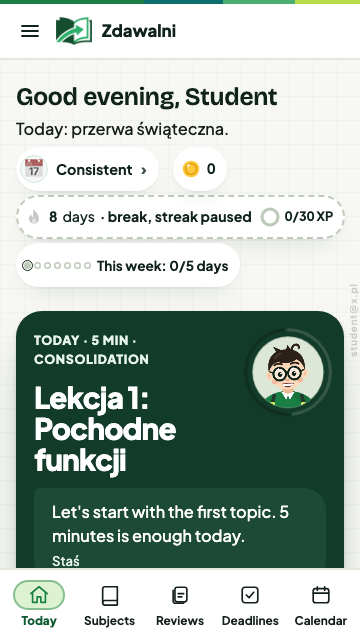 Zdawalni
Good evening, Student
Today: przerwa świąteczna.
17
Consistent ›
0
8 days · break, streak paused
0/30 XP
This week: 0/5 days
student@x.pl
TODAY · 5 MIN ·
CONSOLIDATION
Lekcja 1:
Pochodne
funkcji
Let's start with the first topic. 5
minutes is enough today.
Staś
Today
Subjects
Reviews
Deadlines
Calendar